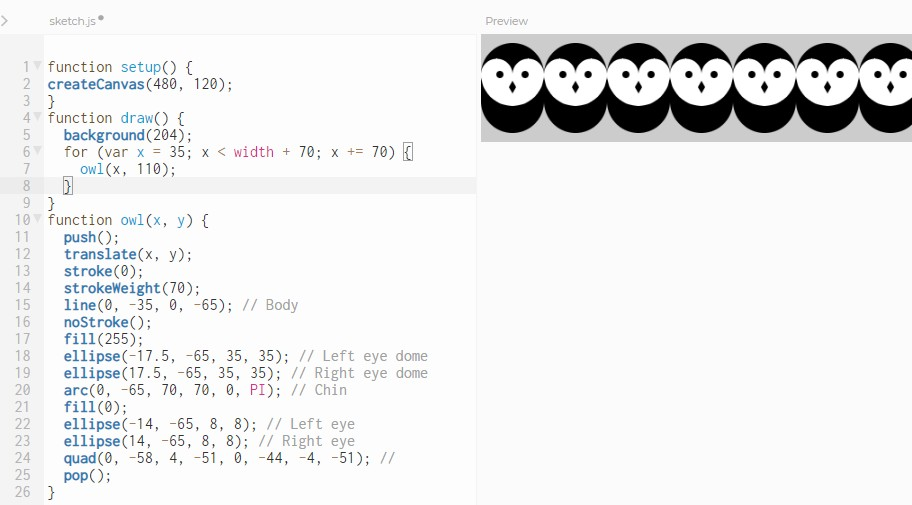 sketch.js
Preview
1 function setup() {
2 createCanvas(480, 120);
3 }
4 function draw() {
5 background(204);
6 for (var x = 35; x < width + 70; x += 70) {
7 owl(x, 110);
8 }
9 }
10 function owl(x, y) {
11 push();
12 translate(x, y);
13 stroke(0);
14 strokeWeight(70);
15 line(0, -35, 0, -65); // Body
16 noStroke();
17 fill(255);
18 ellipse(-17.5, -65, 35, 35); // Left eye dome
19 ellipse(17.5, -65, 35, 35); // Right eye dome
20 arc(0, -65, 70, 70, 0, PI); // Chin
21 fill(0);
22 ellipse(-14, -65, 8, 8); // Left eye
23 ellipse(14, -65, 8, 8); // Right eye
24 quad(0, -58, 4, -51, 0, -44, -4, -51); //
25 pop();
26 }